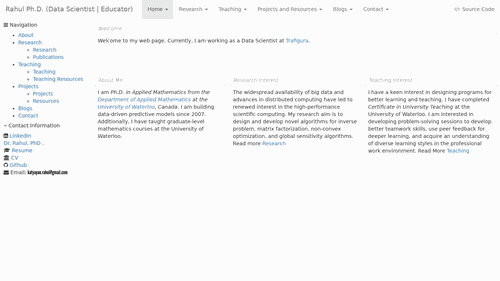 Rahul Ph.D. (Data Scientist | Educator)
Home
Research
Teaching
Projects and Resources
Blogs
Contact
</> Source Code
Navigation
About
Research
Research
Publications
Teaching
Teaching
Teaching Resources
Projects
Projects
Resources
Blogs
Contact
Contact Information
LinkedIn
Dr. Rahul, PhD..
Resume
CV
Github
Email:
Welcome
Welcome to my web page. Currently, I am working as a Data Scientist at Trafigura.
About Me
I am Ph.D. in Applied Mathematics from the
Department of Applied Mathematics at the
University of Waterloo, Canada. I am building
data-driven predictive models since 2007.
Additionally, I have taught graduate-level
mathematics courses at the University of
Waterloo.
Research Interest
The widespread availability of big data and
advances in distributed computing have led to
renewed interest in the high-performance
scientific computing. My research aim is to
design and develop novel algorithms for inverse
problem, matrix factorization, non-convex
optimization, and global sensitivity algorithms.
Read more Research
Teaching Interest
I have a keen interest in designing programs for
better learning and teaching. I have completed
Certificate in University Teaching at the
University of Waterloo. I am interested in
developing problem-solving sessions to develop
better teamwork skills, use peer feedback for
deeper learning, and acquire an understanding
of diverse learning styles in the professional
work environment. Read More Teaching